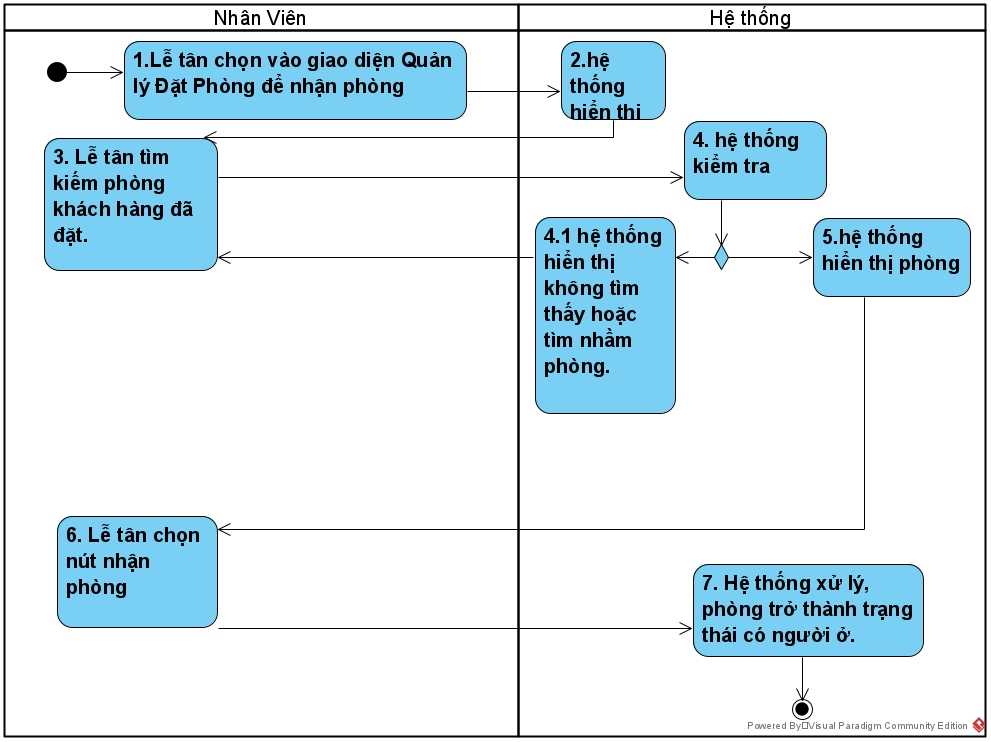 Nhân Viên
Hệ thống
1.Lễ tân chọn vào giao diện Quản
lý Đặt Phòng để nhận phòng
2.hệ
thống
hiển thị
3. Lễ tân tìm
kiếm phòng
khách hàng đã
đặt.
4. hệ thống
kiểm tra
4.1 hệ thống
hiển thị
không tìm
thấy hoặc
tìm nhầm
phòng.
5.hệ thống
hiển thị phòng
6. Lễ tân chọn
nút nhận
phòng
7. Hệ thống xử lý,
phòng trở thành trạng
thái có người ở.
Powered By Visual Paradigm Community Edition